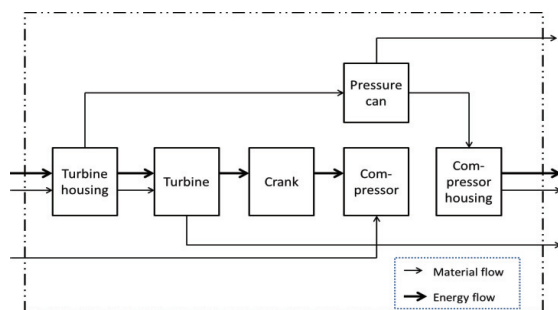 Pressure
can
Turbine
housing
Turbine
Crank
Com-
pressor
Com-
pressor
housing
Material flow
Energy flow